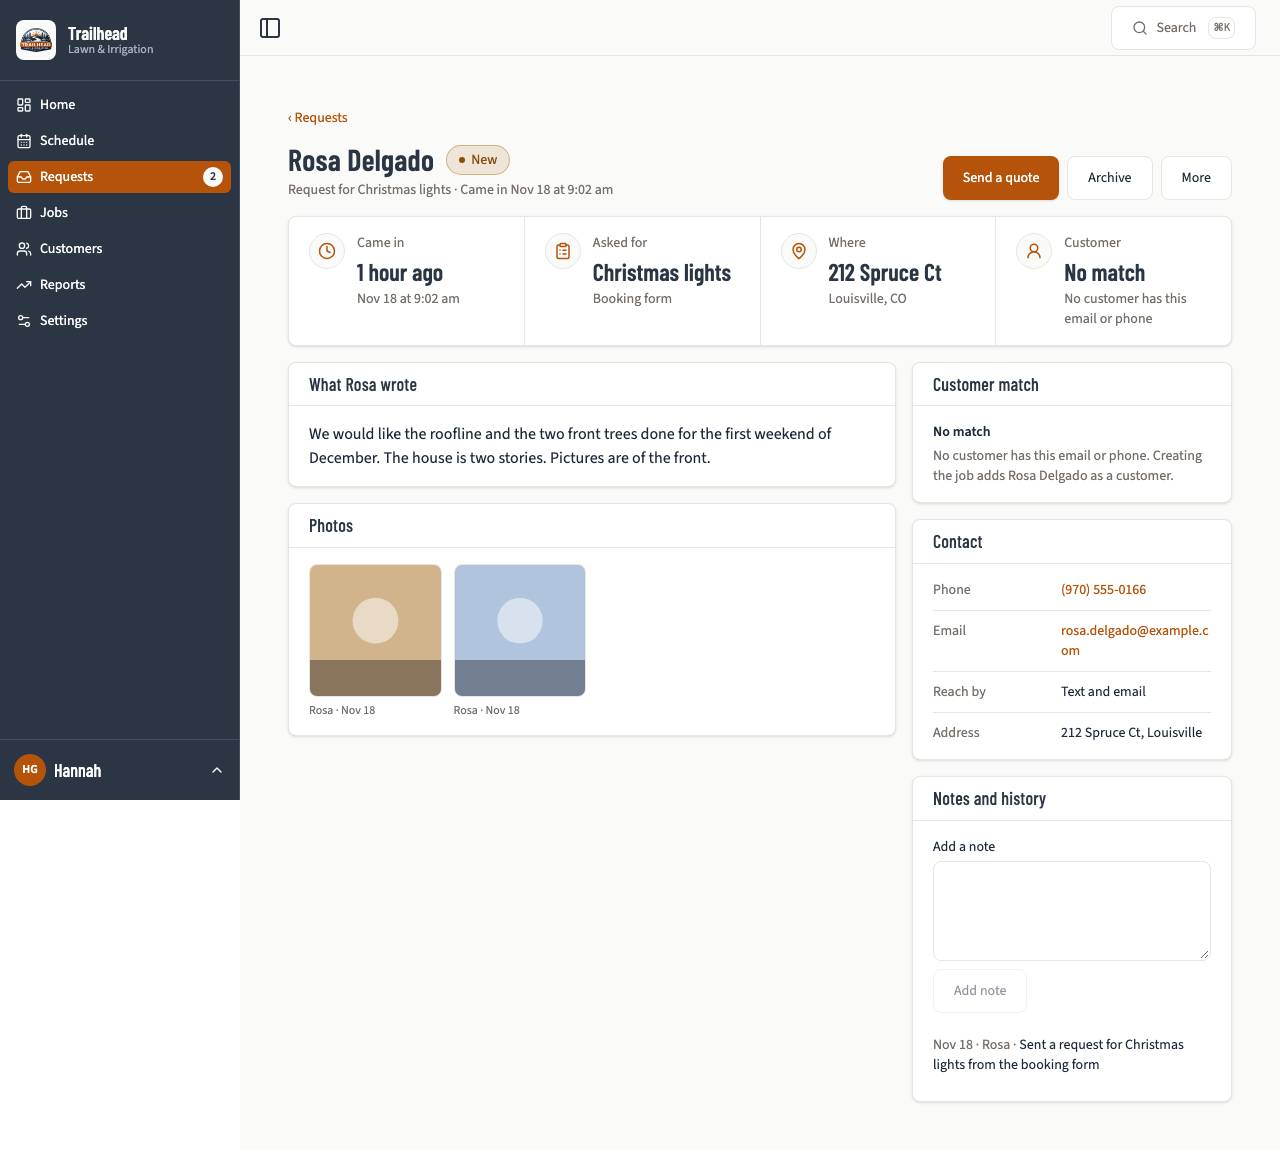 Trailhead
Lawn & Irrigation
TRAILHEAD
Home
Schedule
Requests
2
Jobs
Customers
Reports
Settings
HG
Hannah
Search
⌘K
‹ Requests
Rosa Delgado
New
Request for Christmas lights · Came in Nov 18 at 9:02 am
Send a quote
Archive
More
Came in
1 hour ago
Nov 18 at 9:02 am
Asked for
Christmas lights
Booking form
Where
212 Spruce Ct
Louisville, CO
Customer
No match
No customer has this
email or phone
What Rosa wrote
We would like the roofline and the two front trees done for the first weekend of
December. The house is two stories. Pictures are of the front.
Photos
Rosa · Nov 18
Rosa · Nov 18
Customer match
No match
No customer has this email or phone. Creating
the job adds Rosa Delgado as a customer.
Contact
Phone
(970) 555-0166
Email
rosa.delgado@example.c
om
Reach by
Text and email
Address
212 Spruce Ct, Louisville
Notes and history
Add a note
Add note
Nov 18 · Rosa · Sent a request for Christmas
lights from the booking form